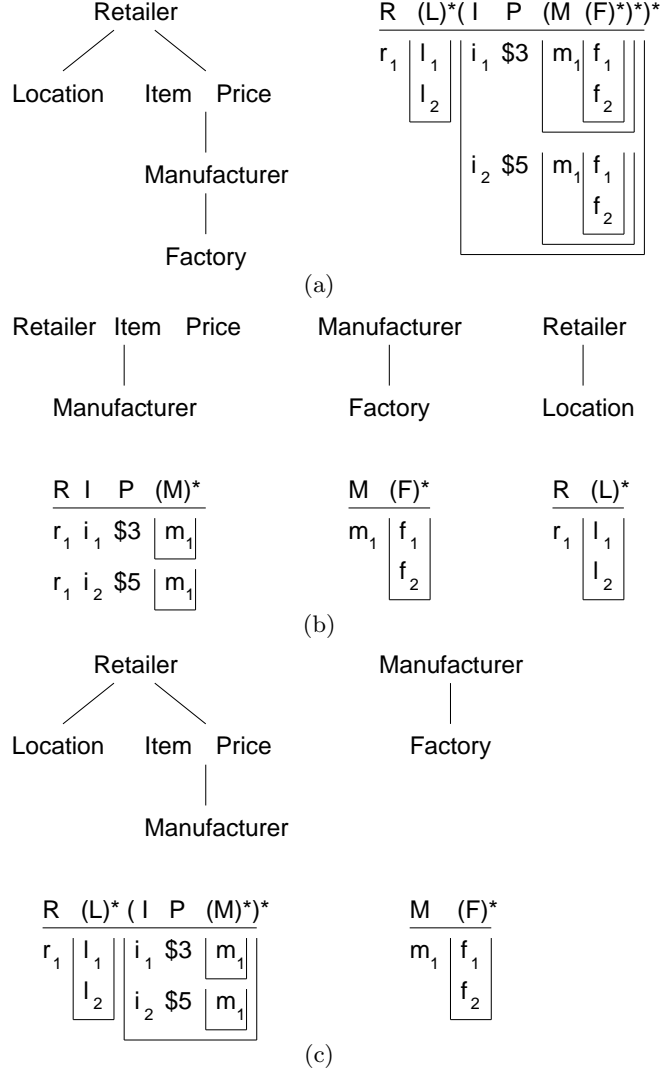 Retailer
Location Item Price
Manufacturer
Factory
R (L)*( I P (M (F)*)*)*
r1 l1 i1 $3 m1 f1
l2 f2
i2 $5 m1 f1
f2
(a)
Retailer Item Price
Manufacturer
Manufacturer
Factory
Retailer
Location
R I P (M)*
r1 i1 $3 m1
r1 i2 $5 m1
M (F)*
m1 f1
f2
R (L)*
r1 l1
l2
(b)
Retailer
Location Item Price
Manufacturer
Manufacturer
Factory
R (L)* ( I P (M)*)*
r1 l1 i1 $3 m1
l2 i2 $5 m1
M (F)*
m1 f1
f2
(c)